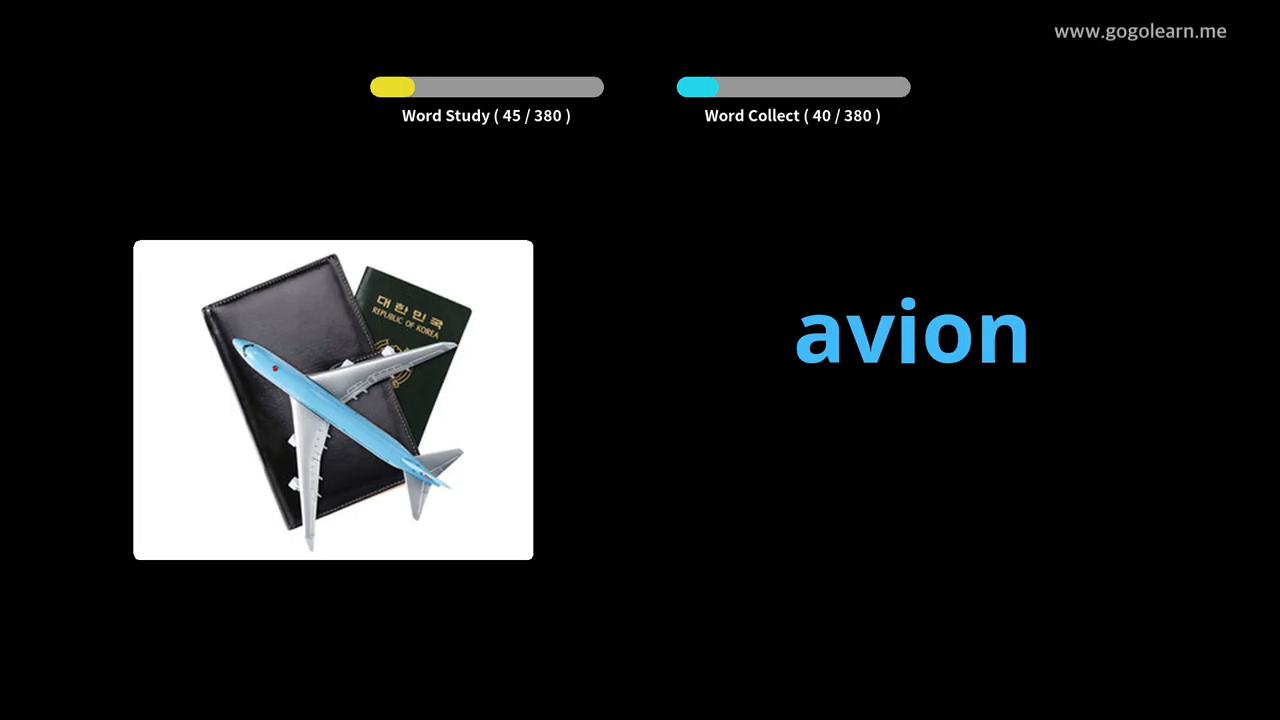 www.gogolearn.me
Word Study ( 45 / 380 )
Word Collect ( 40 / 380 )
대한민국
REPUBLIC OF KOREA
avion